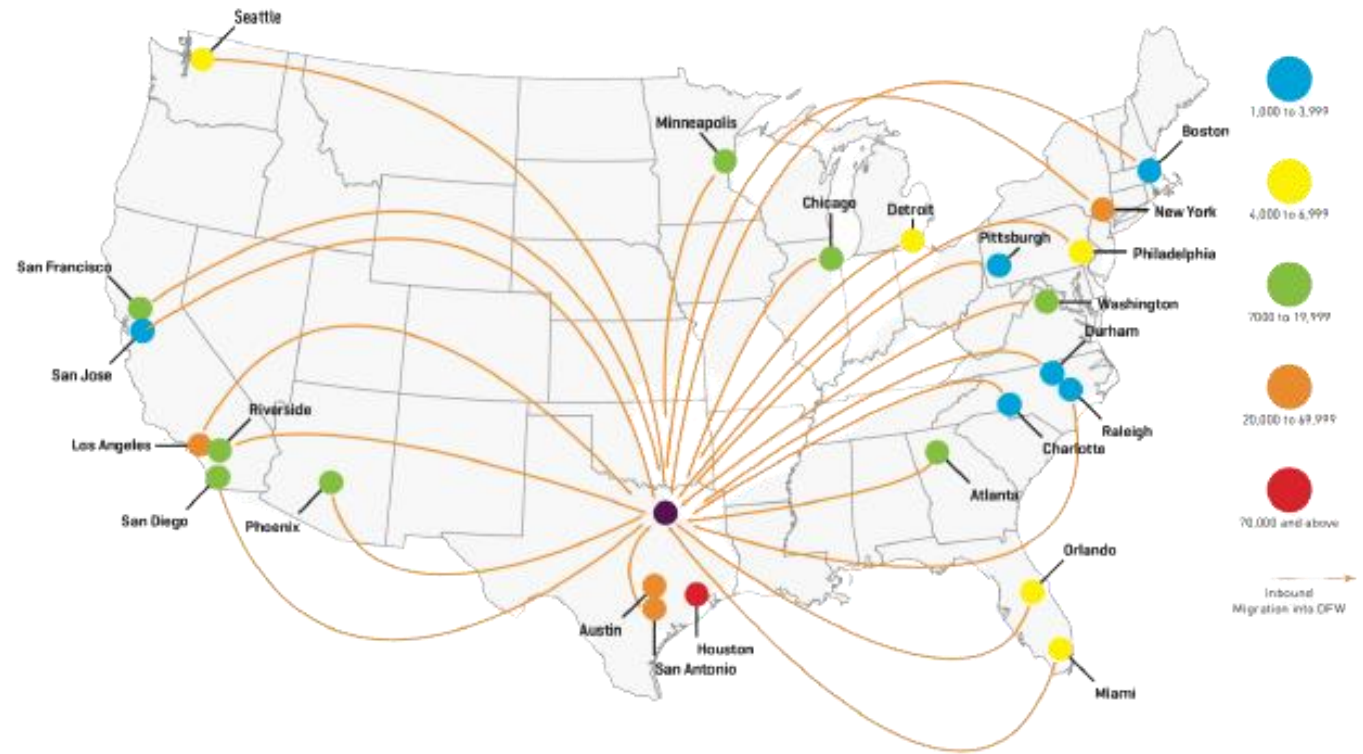 Seattle
Minneapolis
Boston
Chicago
Detroit
New York
Pittsburgh
Philadelphia
San Francisco
Washington
Durham
San Jose
Riverside
Los Angeles
Raleigh
Charlotte
San Diego
Phoenix
Atlanta
Orlando
Austin
Houston
San Antonio
Miami
1,000 to 3,999
4,000 to 6,999
7000 to 19,999
20,000 to 69,999
70,000 and above
Inbound
Migration into DFW